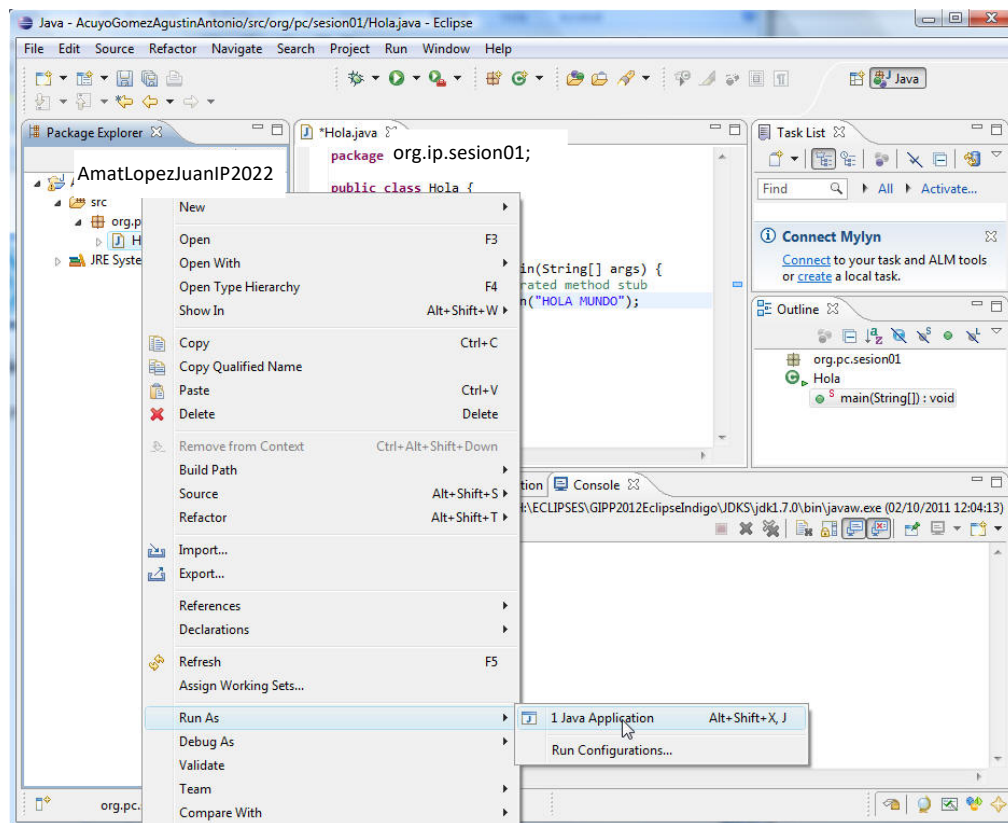 Java - AcuyoGomezAgustinAntonio/src/org/pc/sesion01/Hola.java - Eclipse
File Edit Source Refactor Navigate Search Project Run Window Help
Java
Package Explorer
AmatLopezJuanIP2022
src
org.p
H
JRE Syste
*Hola.java
package org.ip.sesion01;
public class Hola {
in(String[] args) {
rated method stub
n("HOLA MUNDO");
New
Open F3
Open With
Open Type Hierarchy F4
Show In Alt+Shift+W
Copy Ctrl+C
Copy Qualified Name
Paste Ctrl+V
Delete Delete
Remove from Context Ctrl+Alt+Shift+Down
Build Path
Source Alt+Shift+S
Refactor Alt+Shift+T
Import...
Export...
References
Declarations
Refresh F5
Assign Working Sets...
Run As
Debug As
Validate
Team
Compare With
1 Java Application Alt+Shift+X, J
Run Configurations...
Task List
Find All Activate...
Connect Mylyn
Connect to your task and ALM tools
or create a local task.
Outline
org.pc.sesion01
Hola
main(String[]) : void
tion Console
:\ECLIPSES\GIPP2012EclipseIndigo\JDKS\jdk1.7.0\bin\javaw.exe (02/10/2011 12:04:13)
org.pc.